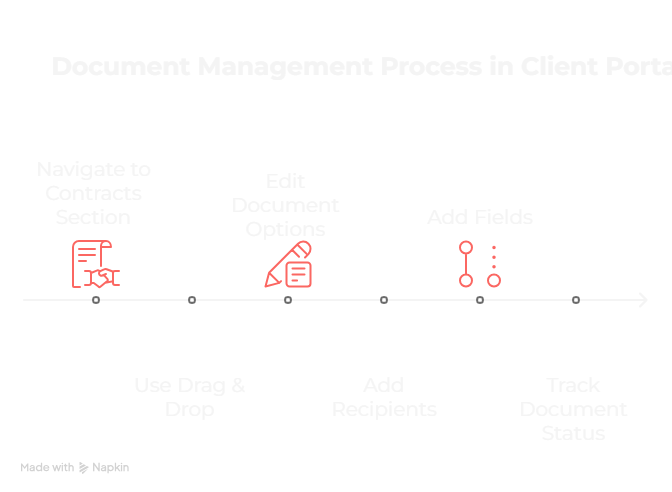 Document Management Process in Client Porta
Navigate to
Contracts
Section
Use Drag &
Drop
Edit
Document
Options
Add
Recipients
Add Fields
Track
Document
Status
Made with Napkin